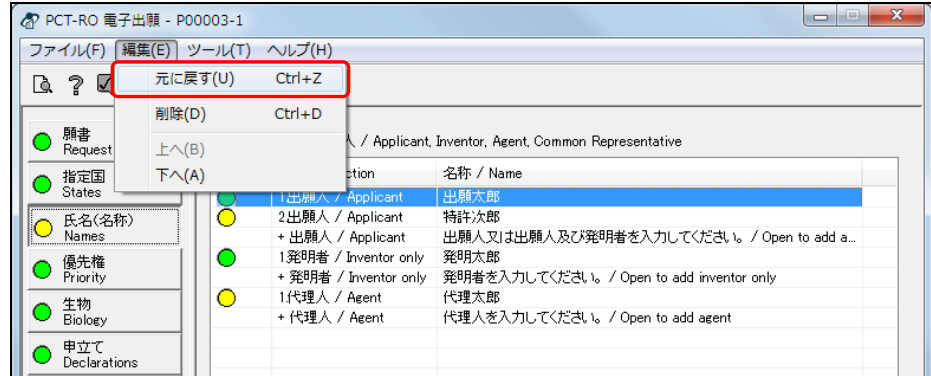 PCT-RO 電子出願 - P00003-1
ファイル(F) 編集(E) ツール(T) ヘルプ(H)
元に戻す(U) Ctrl+Z
削除(D) Ctrl+D
上へ(B)
下へ(A)
/ Applicant, Inventor, Agent, Common Representative
願書
Request
指定国
States
氏名(名称)
Names
優先権
Priority
生物
Biology
申立て
Declarations
ction 名称 / Name
1出願人 / Applicant 出願太郎
2出願人 / Applicant 特許次郎
+ 出願人 / Applicant 出願人又は出願人及び発明者を入力してください。 / Open to add a...
1発明者 / Inventor only 発明太郎
+ 発明者 / Inventor only 発明者を入力してください。 / Open to add inventor only
1代理人 / Agent 代理太郎
+ 代理人 / Agent 代理人を入力してください。 / Open to add agent